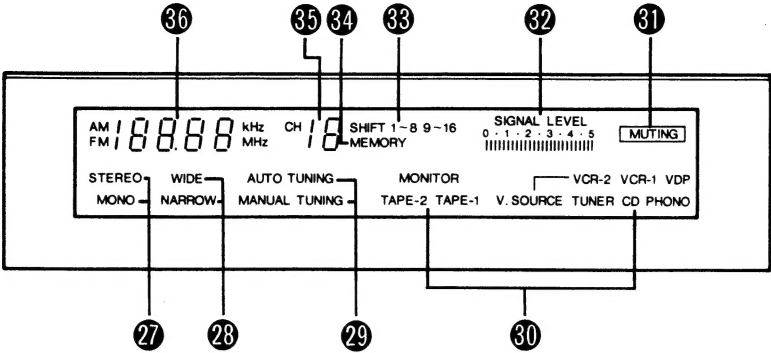 36 35 34 33 32 31
AM 188.88 kHz CH 18 SHIFT 1~8 9~16 SIGNAL LEVEL
FM MHz MEMORY 0 · 1 · 2 · 3 · 4 · 5 MUTING
STEREO WIDE AUTO TUNING MONITOR VCR-2 VCR-1 VDP
MONO NARROW MANUAL TUNING TAPE-2 TAPE-1 V. SOURCE TUNER CD PHONO
27 28 29 30